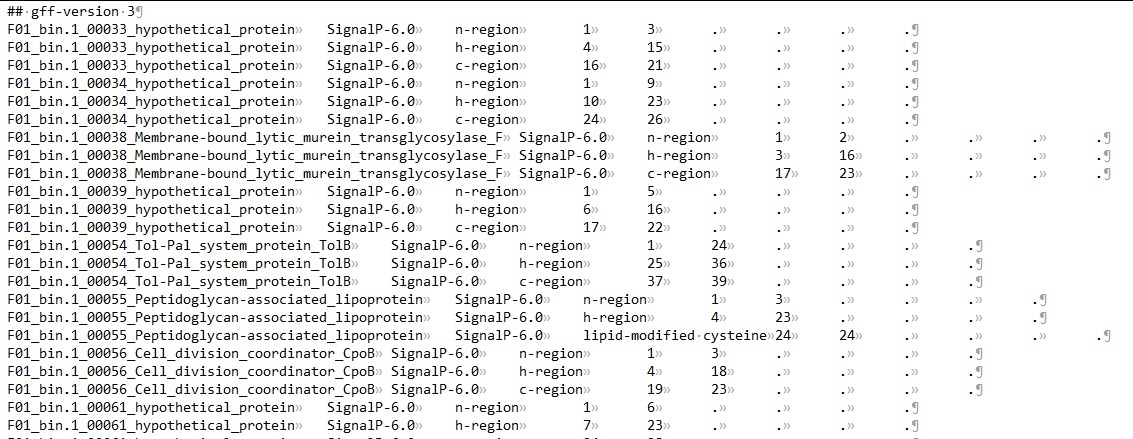 ## gff-version 3
F01_bin.1_00033_hypothetical_protein	SignalP-6.0	n-region	1	3	.	.	.	.
F01_bin.1_00033_hypothetical_protein	SignalP-6.0	h-region	4	15	.	.	.	.
F01_bin.1_00033_hypothetical_protein	SignalP-6.0	c-region	16	21	.	.	.	.
F01_bin.1_00034_hypothetical_protein	SignalP-6.0	n-region	1	9	.	.	.	.
F01_bin.1_00034_hypothetical_protein	SignalP-6.0	h-region	10	23	.	.	.	.
F01_bin.1_00034_hypothetical_protein	SignalP-6.0	c-region	24	26	.	.	.	.
F01_bin.1_00038_Membrane-bound_lytic_murein_transglycosylase_F	SignalP-6.0	n-region	1	2	.	.	.	.
F01_bin.1_00038_Membrane-bound_lytic_murein_transglycosylase_F	SignalP-6.0	h-region	3	16	.	.	.	.
F01_bin.1_00038_Membrane-bound_lytic_murein_transglycosylase_F	SignalP-6.0	c-region	17	23	.	.	.	.
F01_bin.1_00039_hypothetical_protein	SignalP-6.0	n-region	1	5	.	.	.	.
F01_bin.1_00039_hypothetical_protein	SignalP-6.0	h-region	6	16	.	.	.	.
F01_bin.1_00039_hypothetical_protein	SignalP-6.0	c-region	17	22	.	.	.	.
F01_bin.1_00054_Tol-Pal_system_protein_TolB	SignalP-6.0	n-region	1	24	.	.	.	.
F01_bin.1_00054_Tol-Pal_system_protein_TolB	SignalP-6.0	h-region	25	36	.	.	.	.
F01_bin.1_00054_Tol-Pal_system_protein_TolB	SignalP-6.0	c-region	37	39	.	.	.	.
F01_bin.1_00055_Peptidoglycan-associated_lipoprotein	SignalP-6.0	n-region	1	3	.	.	.	.
F01_bin.1_00055_Peptidoglycan-associated_lipoprotein	SignalP-6.0	h-region	4	23	.	.	.	.
F01_bin.1_00055_Peptidoglycan-associated_lipoprotein	SignalP-6.0	lipid-modified cysteine	24	24	.	.	.	.
F01_bin.1_00056_Cell_division_coordinator_CpoB	SignalP-6.0	n-region	1	3	.	.	.	.
F01_bin.1_00056_Cell_division_coordinator_CpoB	SignalP-6.0	h-region	4	18	.	.	.	.
F01_bin.1_00056_Cell_division_coordinator_CpoB	SignalP-6.0	c-region	19	23	.	.	.	.
F01_bin.1_00061_hypothetical_protein	SignalP-6.0	n-region	1	6	.	.	.	.
F01_bin.1_00061_hypothetical_protein	SignalP-6.0	h-region	7	23	.	.	.	.